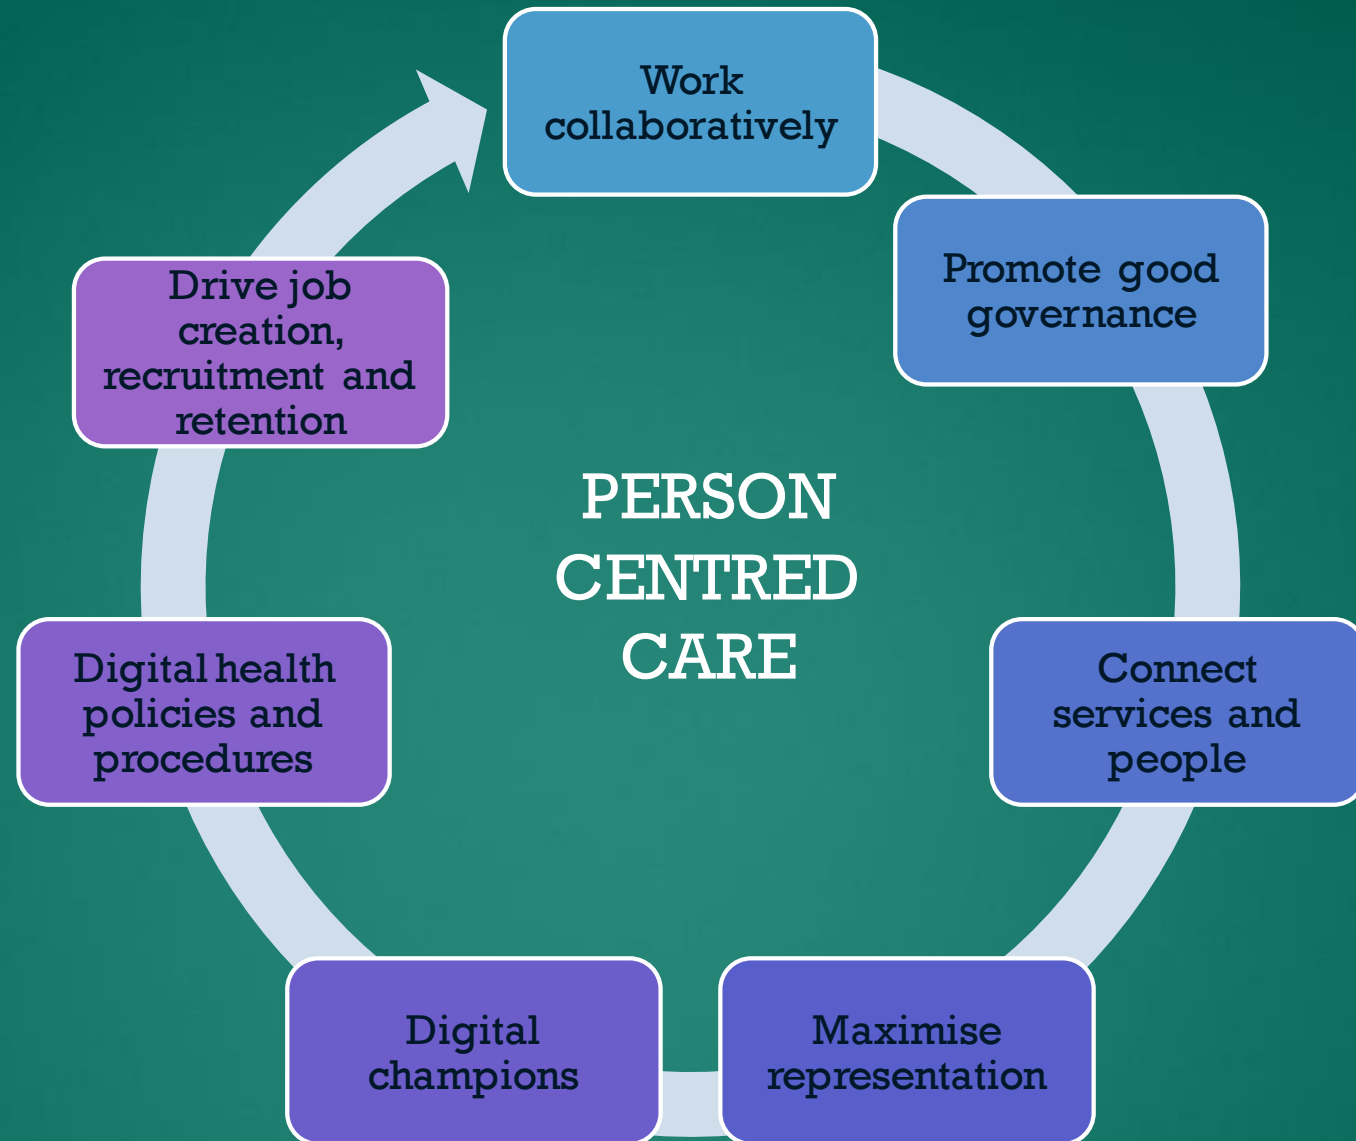 Work
collaboratively
Promote good
governance
Connect
services and
people
Maximise
representation
Digital
champions
Digital health
policies and
procedures
Drive job
creation,
recruitment and
retention
PERSON
CENTRED
CARE